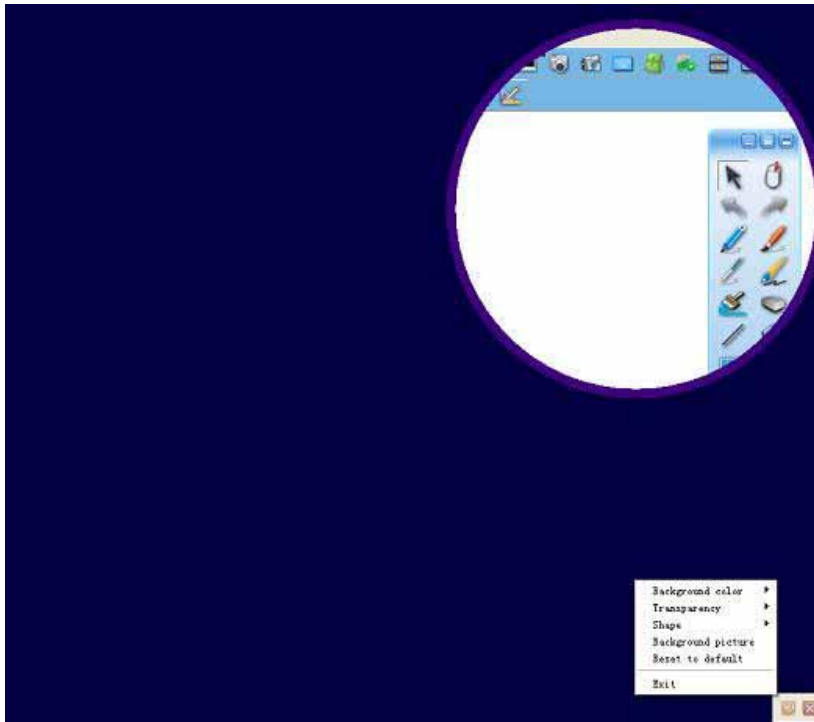 Background color
Transparency
Shape
Background picture
Reset to default
Exit